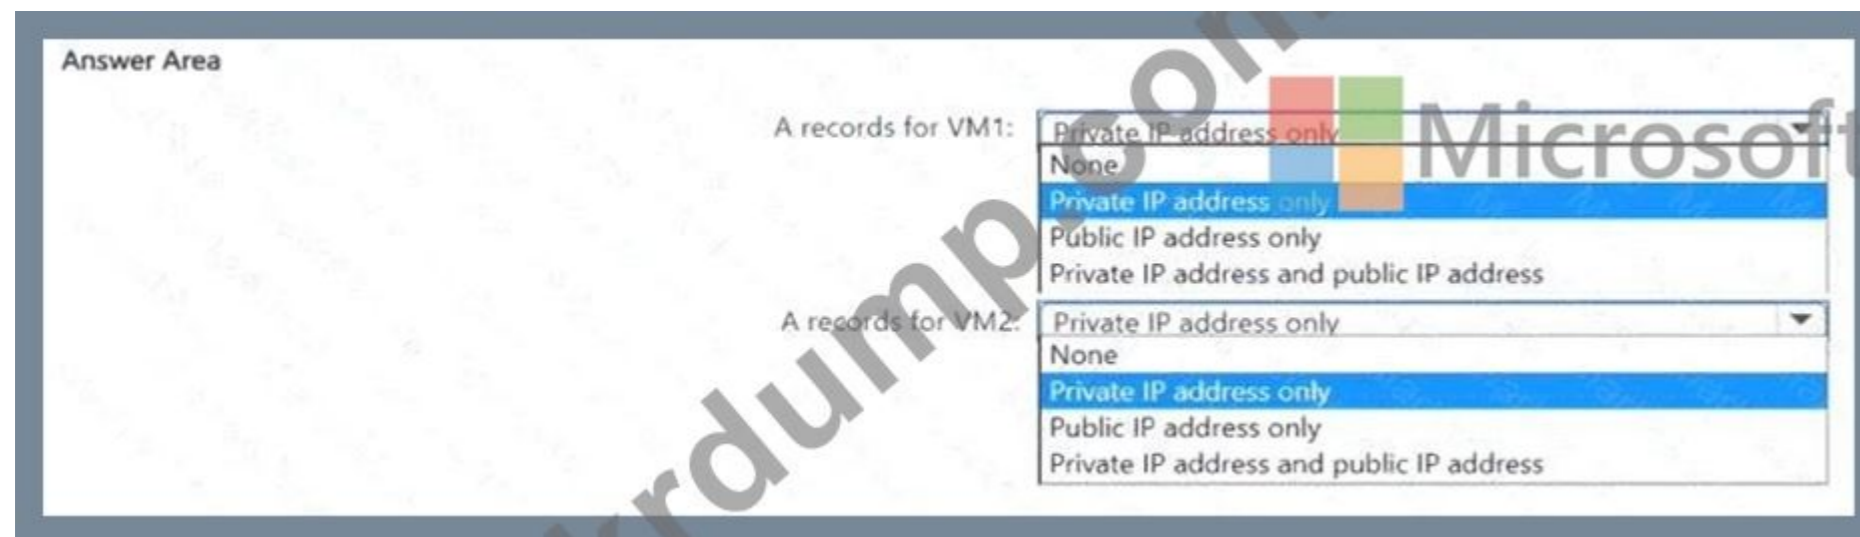 Answer Area
A records for VM1: Private IP address only
None
Private IP address only
Public IP address only
Private IP address and public IP address
A records for VM2: Private IP address only
None
Private IP address only
Public IP address only
Private IP address and public IP address
Microsoft
krdump.com